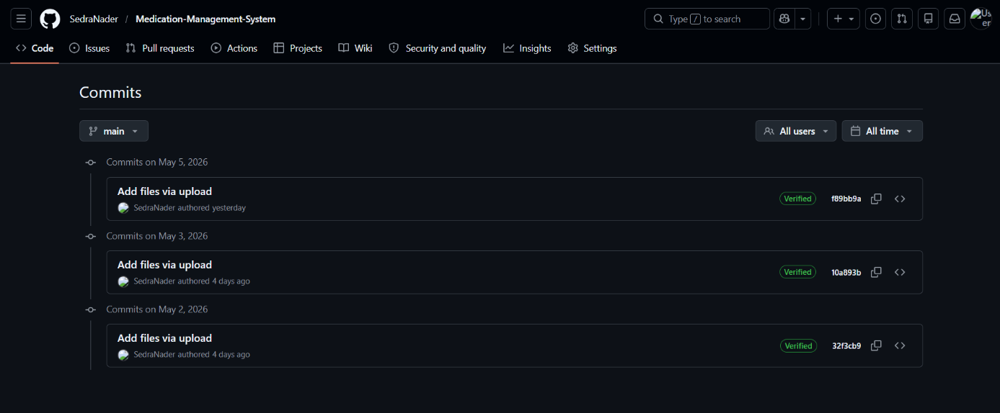 SedraNader / Medication-Management-System
Type / to search
Code Issues Pull requests Actions Projects Wiki Security and quality Insights Settings
Commits
main All users All time
Commits on May 5, 2026
Add files via upload
SedraNader authored yesterday
Verified f89bb9a
Commits on May 3, 2026
Add files via upload
SedraNader authored 4 days ago
Verified 10a893b
Commits on May 2, 2026
Add files via upload
SedraNader authored 4 days ago
Verified 32f3cb9